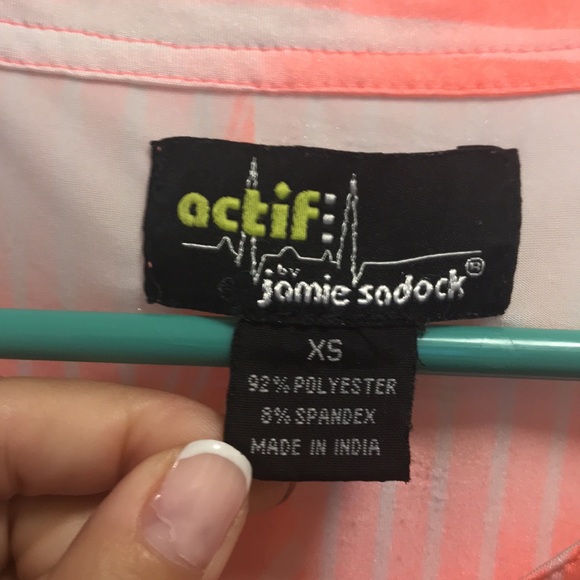 actif
by
jamie sadock®
XS
92% POLYESTER
8% SPANDEX
MADE IN INDIA